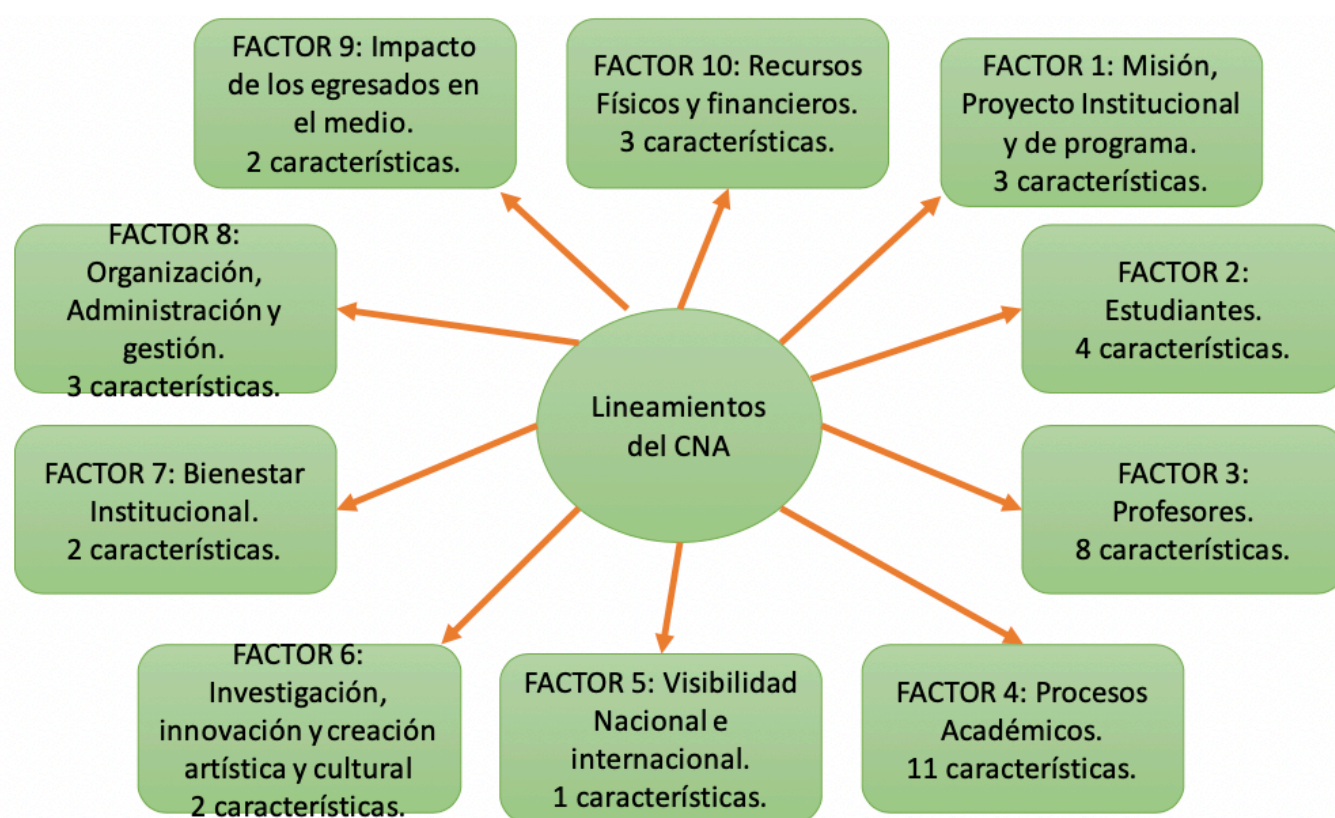 FACTOR 9: Impacto
de los egresados en
el medio.
2 características.
FACTOR 10: Recursos
Físicos y financieros.
3 características.
FACTOR 1: Misión,
Proyecto Institucional
y de programa.
3 características.
FACTOR 8:
Organización,
Administración y
gestión.
3 características.
FACTOR 2:
Estudiantes.
4 características.
Lineamientos
del CNA
FACTOR 7: Bienestar
Institucional.
2 características.
FACTOR 3:
Profesores.
8 características.
FACTOR 6:
Investigación,
innovación y creación
artística y cultural
2 características.
FACTOR 5: Visibilidad
Nacional e
internacional.
1 características.
FACTOR 4: Procesos
Académicos.
11 características.